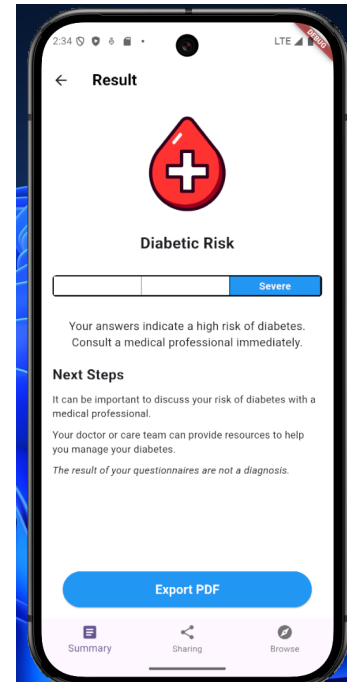 2:34
LTE
DEBUG
Result
Diabetic Risk
Severe
Your answers indicate a high risk of diabetes.
Consult a medical professional immediately.
Next Steps
It can be important to discuss your risk of diabetes with a
medical professional.
Your doctor or care team can provide resources to help
you manage your diabetes.
The result of your questionnaires are not a diagnosis.
Export PDF
Summary
Sharing
Browse